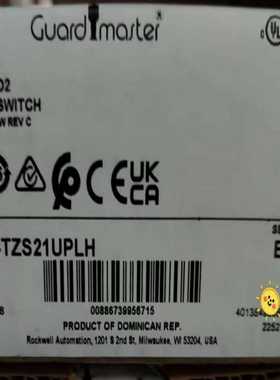 Guardmaster®
D2
SWITCH
W REV C
UK
CA
-TZS21UPLH
00886739956715
PRODUCT OF DOMINICAN REP.
Rockwell Automation, 1201 S 2nd St, Milwaukee, WI 53204, USA